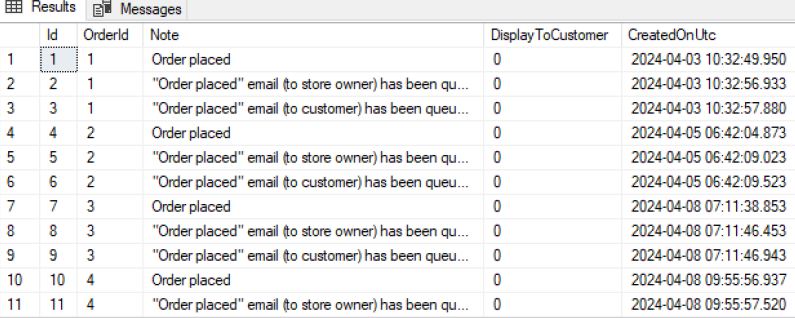 Results Messages
Id OrderId Note DisplayToCustomer CreatedOnUtc
1 1 1 Order placed 0 2024-04-03 10:32:49.950
2 2 1 "Order placed" email (to store owner) has been qu... 0 2024-04-03 10:32:56.933
3 3 1 "Order placed" email (to customer) has been queu... 0 2024-04-03 10:32:57.880
4 4 2 Order placed 0 2024-04-05 06:42:04.873
5 5 2 "Order placed" email (to store owner) has been qu... 0 2024-04-05 06:42:09.023
6 6 2 "Order placed" email (to customer) has been queu... 0 2024-04-05 06:42:09.523
7 7 3 Order placed 0 2024-04-08 07:11:38.853
8 8 3 "Order placed" email (to store owner) has been qu... 0 2024-04-08 07:11:46.453
9 9 3 "Order placed" email (to customer) has been queu... 0 2024-04-08 07:11:46.943
10 10 4 Order placed 0 2024-04-08 09:55:56.937
11 11 4 "Order placed" email (to store owner) has been qu... 0 2024-04-08 09:55:57.520